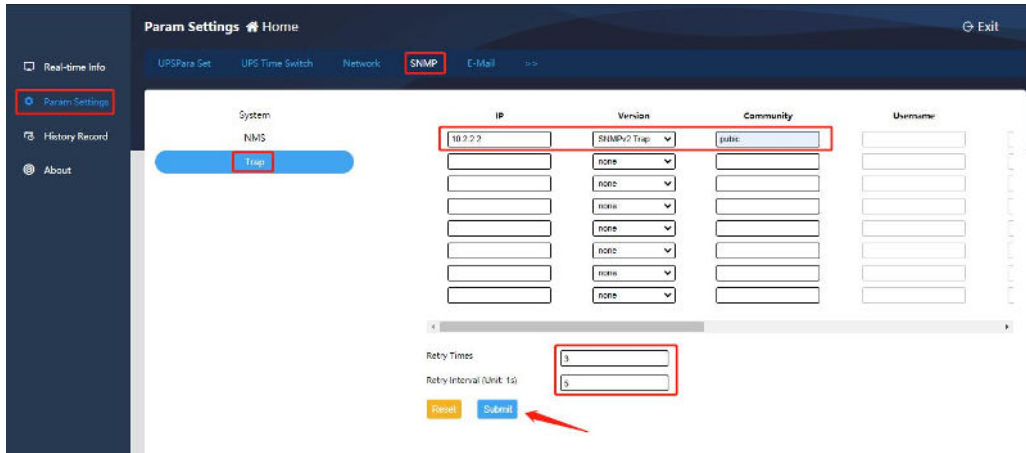 Param Settings Home
Exit
Real-time Info
Param Settings
History Record
About
UPSPara Set UPS Time Switch Network SNMP E-Mail >>
System
NMS
Trap
IP Version Community Username
10.2.2.2 SNMPv2 Trap pubic
none
none
none
none
none
none
none
Retry Times 3
Retry Interval (Unit: 1s) 5
Reset Submit